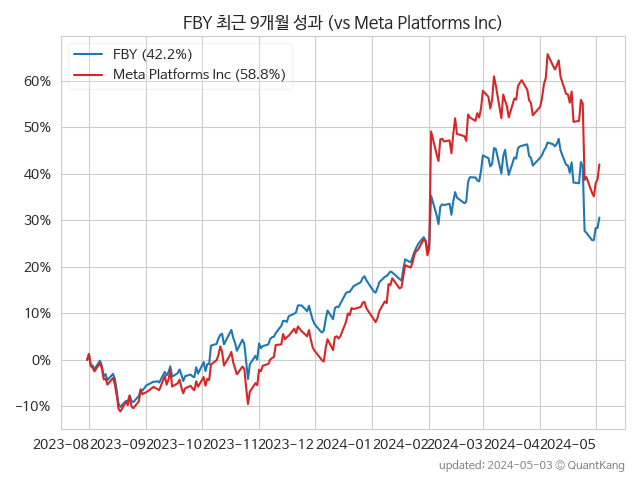 FBY 최근 9개월 성과 (vs Meta Platforms Inc)
FBY (42.2%)
Meta Platforms Inc (58.8%)
60%
50%
40%
30%
20%
10%
0%
−10%
2023-08 2023-09 2023-10 2023-11 2023-12 2024-01 2024-02 2024-03 2024-04 2024-05
updated: 2024-05-03 © QuantKang